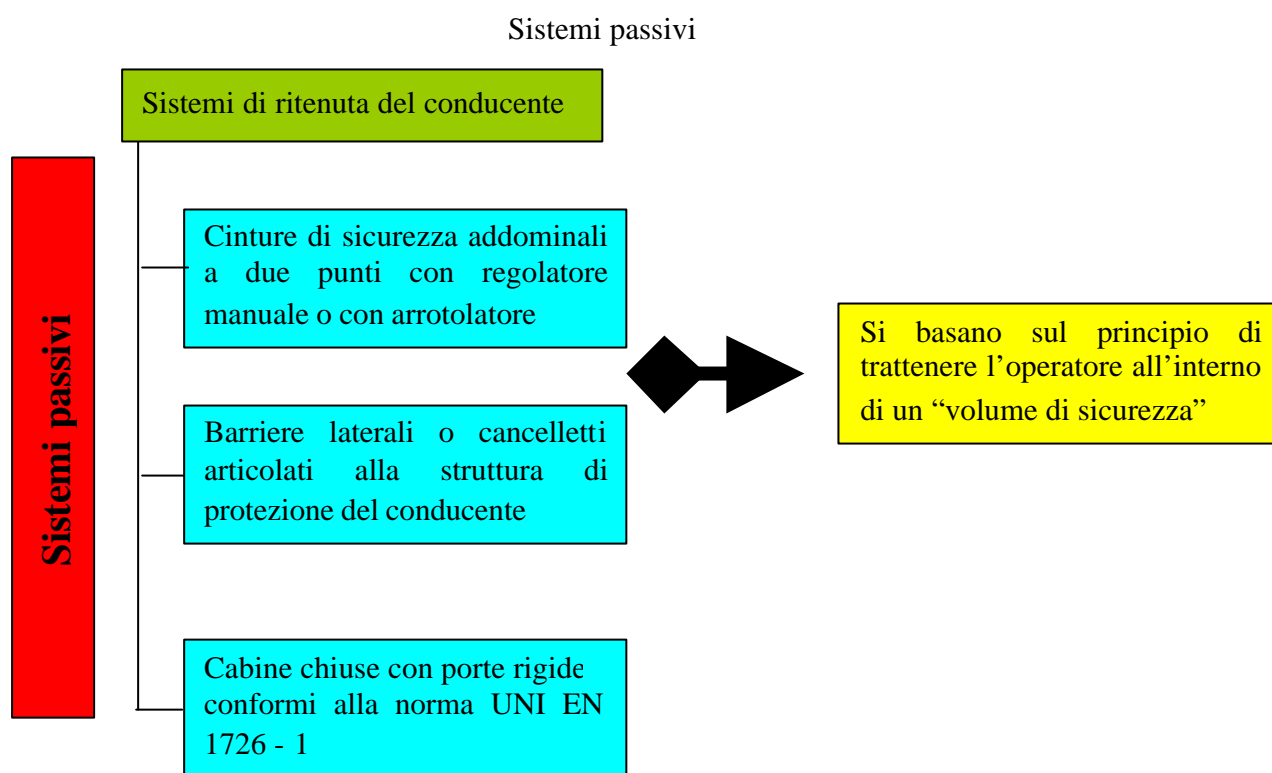 Sistemi passivi
Sistemi di ritenuta del conducente
Sistemi passivi
Cinture di sicurezza addominali
a due punti con regolatore
manuale o con arrotolatore
Si basano sul principio di
trattenere l’operatore all’interno
di un “volume di sicurezza”
Barriere laterali o cancelletti
articolati alla struttura di
protezione del conducente
Cabine chiuse con porte rigide
conformi alla norma UNI EN
1726 - 1